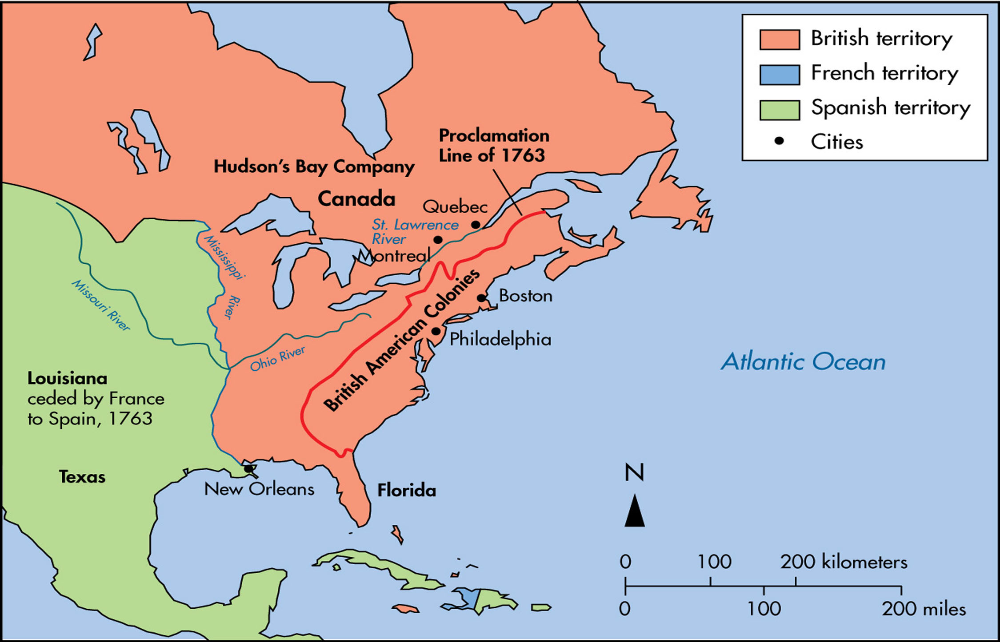 British territory
French territory
Spanish territory
Cities
Proclamation
Line of 1763
Hudson's Bay Company
Canada
Quebec
St. Lawrence
River
Montreal
Mississippi
River
Missouri River
Ohio River
British American Colonies
Boston
Philadelphia
Atlantic Ocean
Louisiana
ceded by France
to Spain, 1763
Texas
New Orleans
Florida
N
0 100 200 kilometers
0 100 200 miles